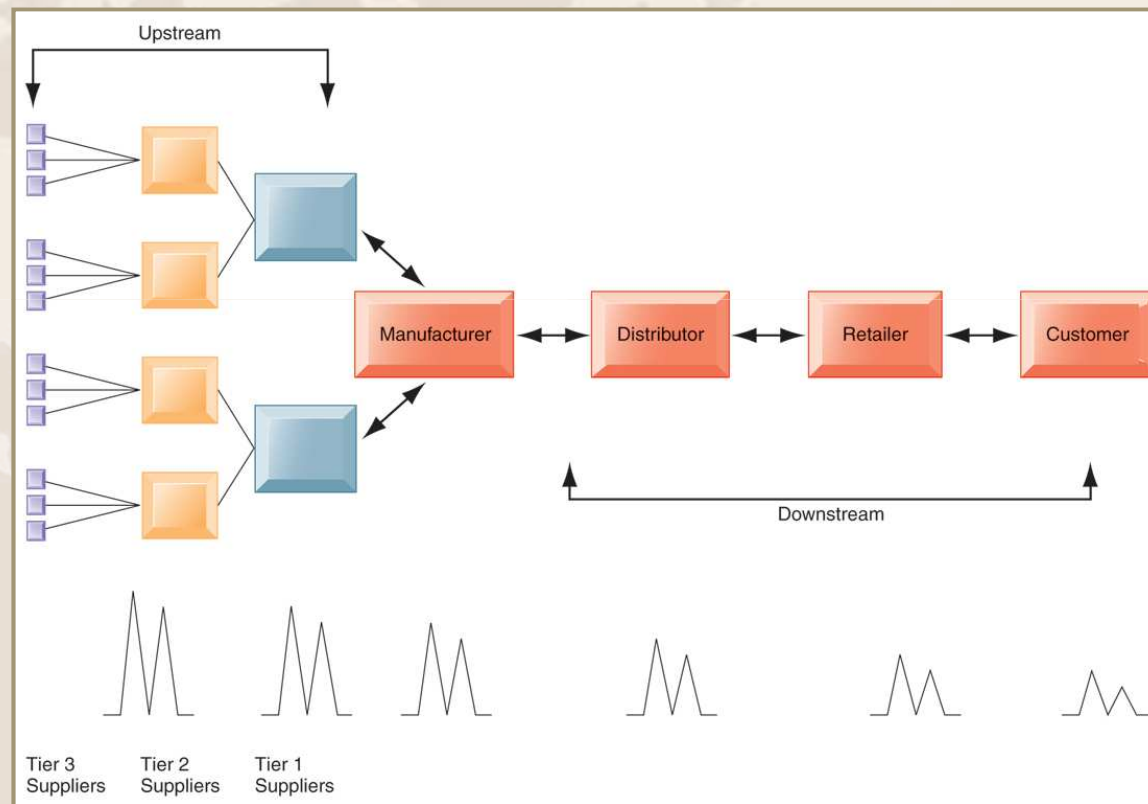 Upstream
Manufacturer
Distributor
Retailer
Customer
Downstream
Tier 3
Suppliers
Tier 2
Suppliers
Tier 1
Suppliers